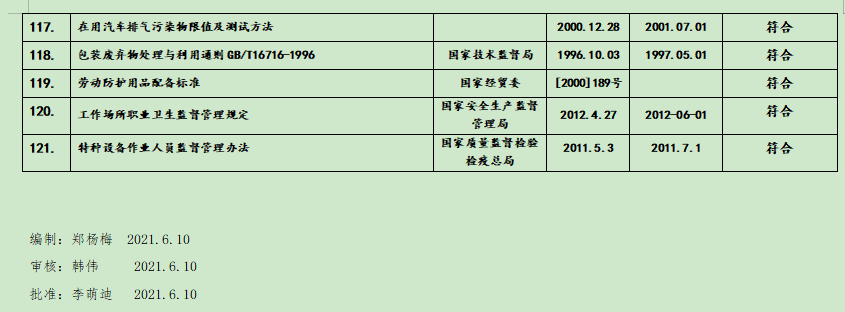 117. 在用汽车排气污染物限值及测试方法 2000.12.28 2001.07.01 符合
118. 包装废弃物处理与利用通则 GB/T16716-1996 国家技术监督局 1996.10.03 1997.05.01 符合
119. 劳动防护用品配备标准 国家经贸委 [2000]189号 符合
120. 工作场所职业卫生监督管理规定 国家安全生产监督
管理局 2012.4.27 2012-06-01 符合
121. 特种设备作业人员监督管理办法 国家质量监督检验
检疫总局 2011.5.3 2011.7.1 符合
编制：郑杨梅 2021.6.10
审核：韩伟 2021.6.10
批准：李萌迪 2021.6.10